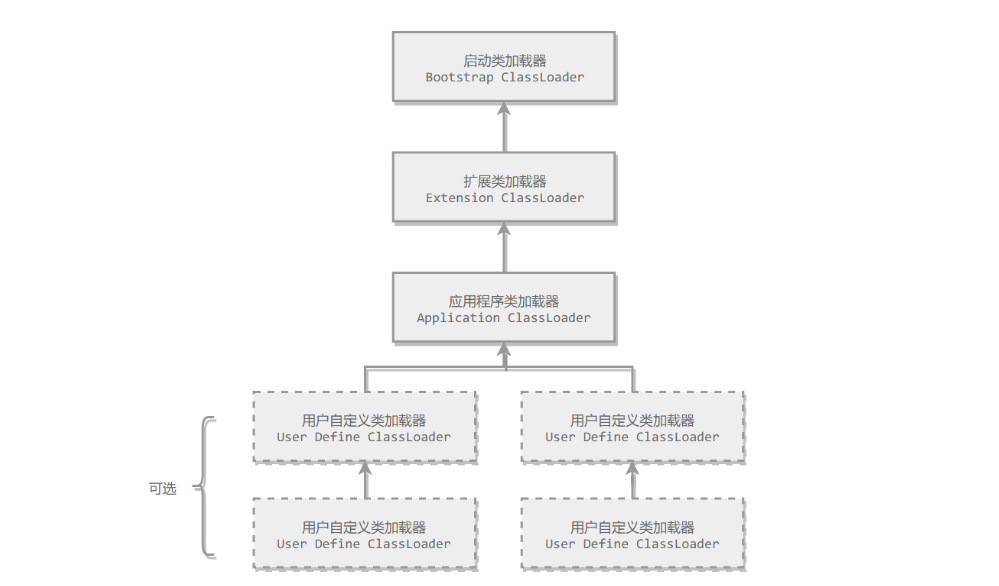 启动类加载器
Bootstrap ClassLoader
扩展类加载器
Extension ClassLoader
应用程序类加载器
Application ClassLoader
用户自定义类加载器
User Define ClassLoader
用户自定义类加载器
User Define ClassLoader
可选
用户自定义类加载器
User Define ClassLoader
用户自定义类加载器
User Define ClassLoader